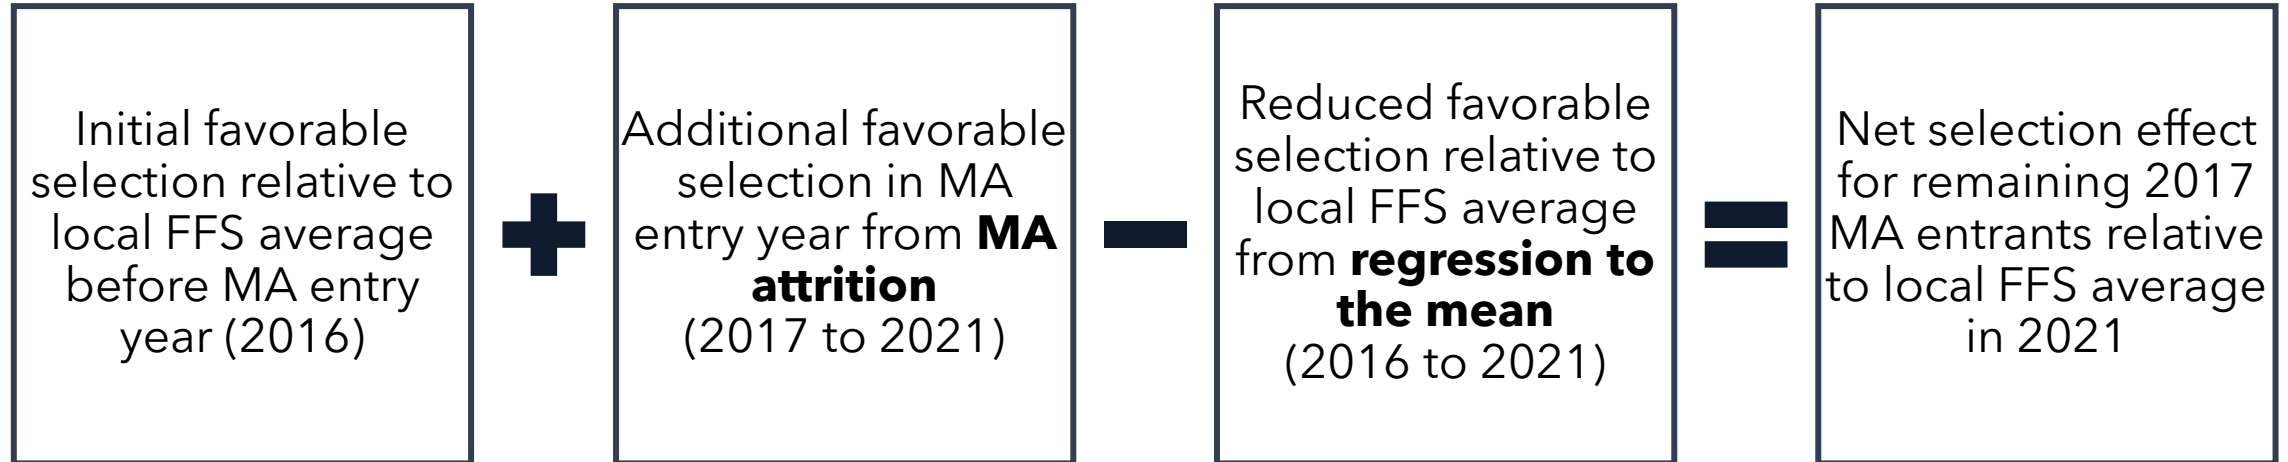 Initial favorable
selection relative to
local FFS average
before MA entry
year (2016)
+
Additional favorable
selection in MA
entry year from MA
attrition
(2017 to 2021)
−
Reduced favorable
selection relative to
local FFS average
from regression to
the mean
(2016 to 2021)
=
Net selection effect
for remaining 2017
MA entrants relative
to local FFS average
in 2021